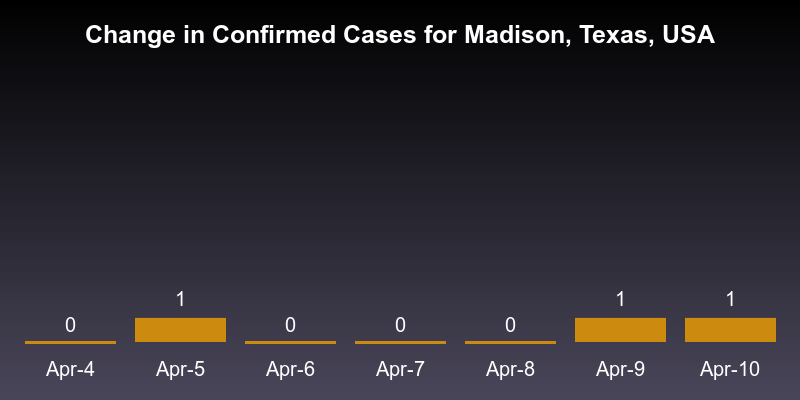 Change in Confirmed Cases for Madison, Texas, USA
0 1 0 0 0 1 1
Apr-4 Apr-5 Apr-6 Apr-7 Apr-8 Apr-9 Apr-10